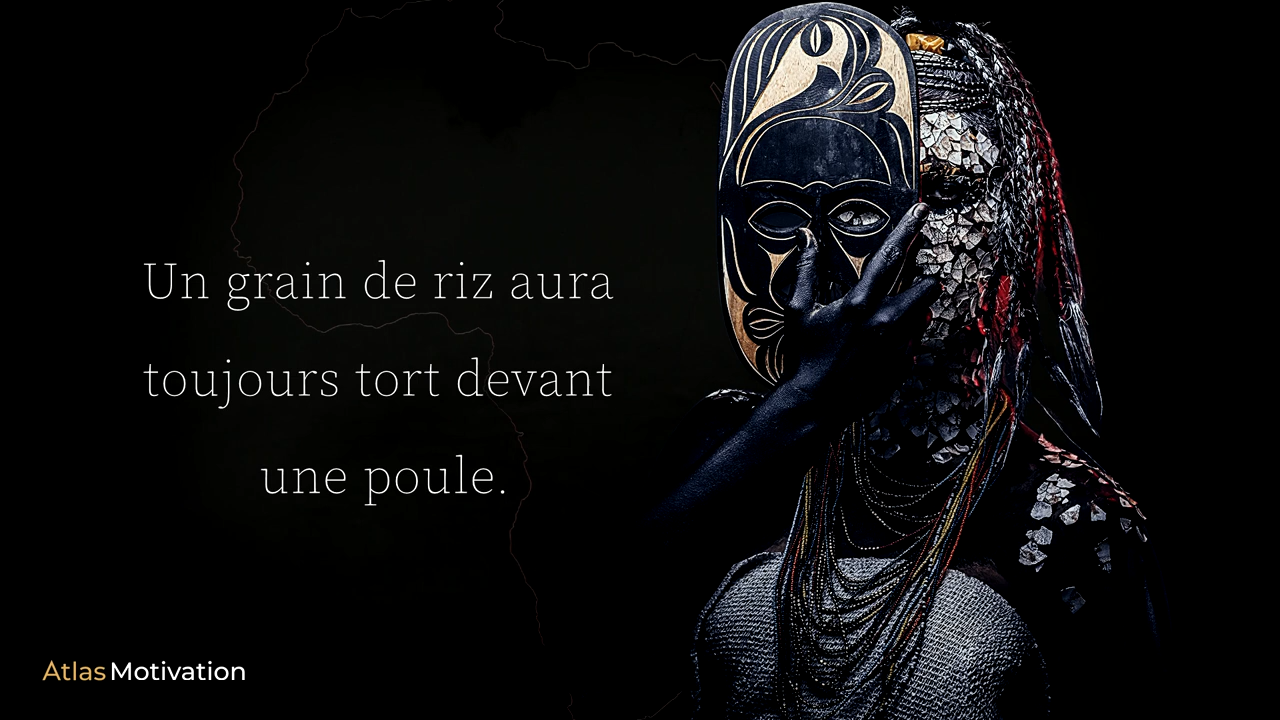 Un grain de riz aura
toujours tort devant
une poule.
Atlas Motivation